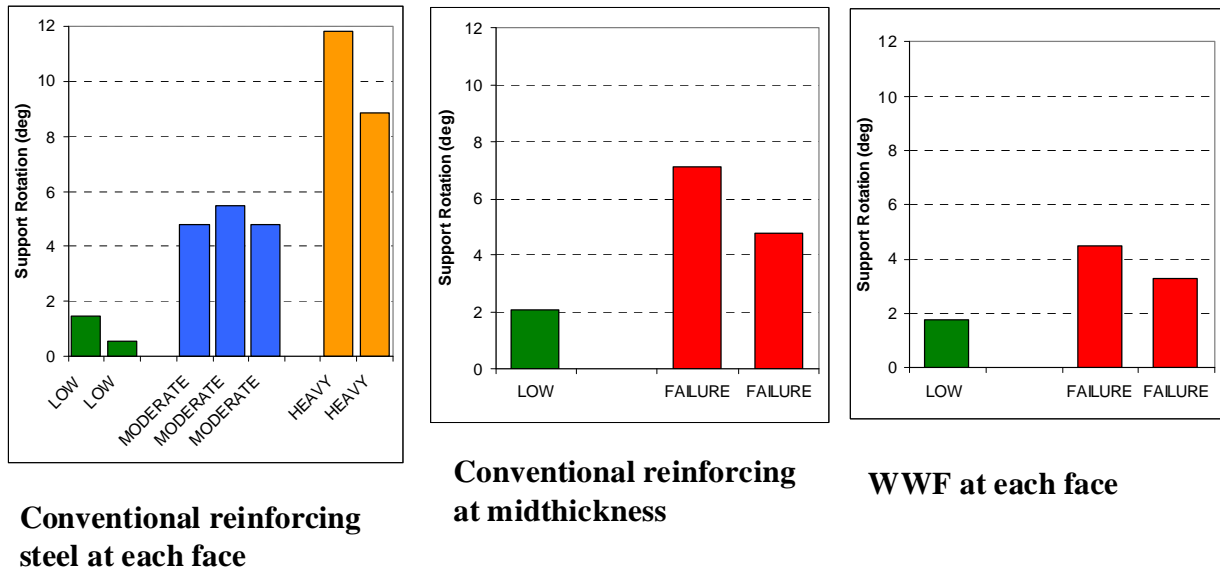 Support Rotation (deg)
12
10
8
6
4
2
0
LOW
LOW
MODERATE
MODERATE
MODERATE
HEAVY
HEAVY
Conventional reinforcing
steel at each face
Support Rotation (deg)
12
10
8
6
4
2
0
LOW
FAILURE
FAILURE
Conventional reinforcing
at midthickness
Support Rotation (deg)
12
10
8
6
4
2
0
LOW
FAILURE
FAILURE
WWF at each face